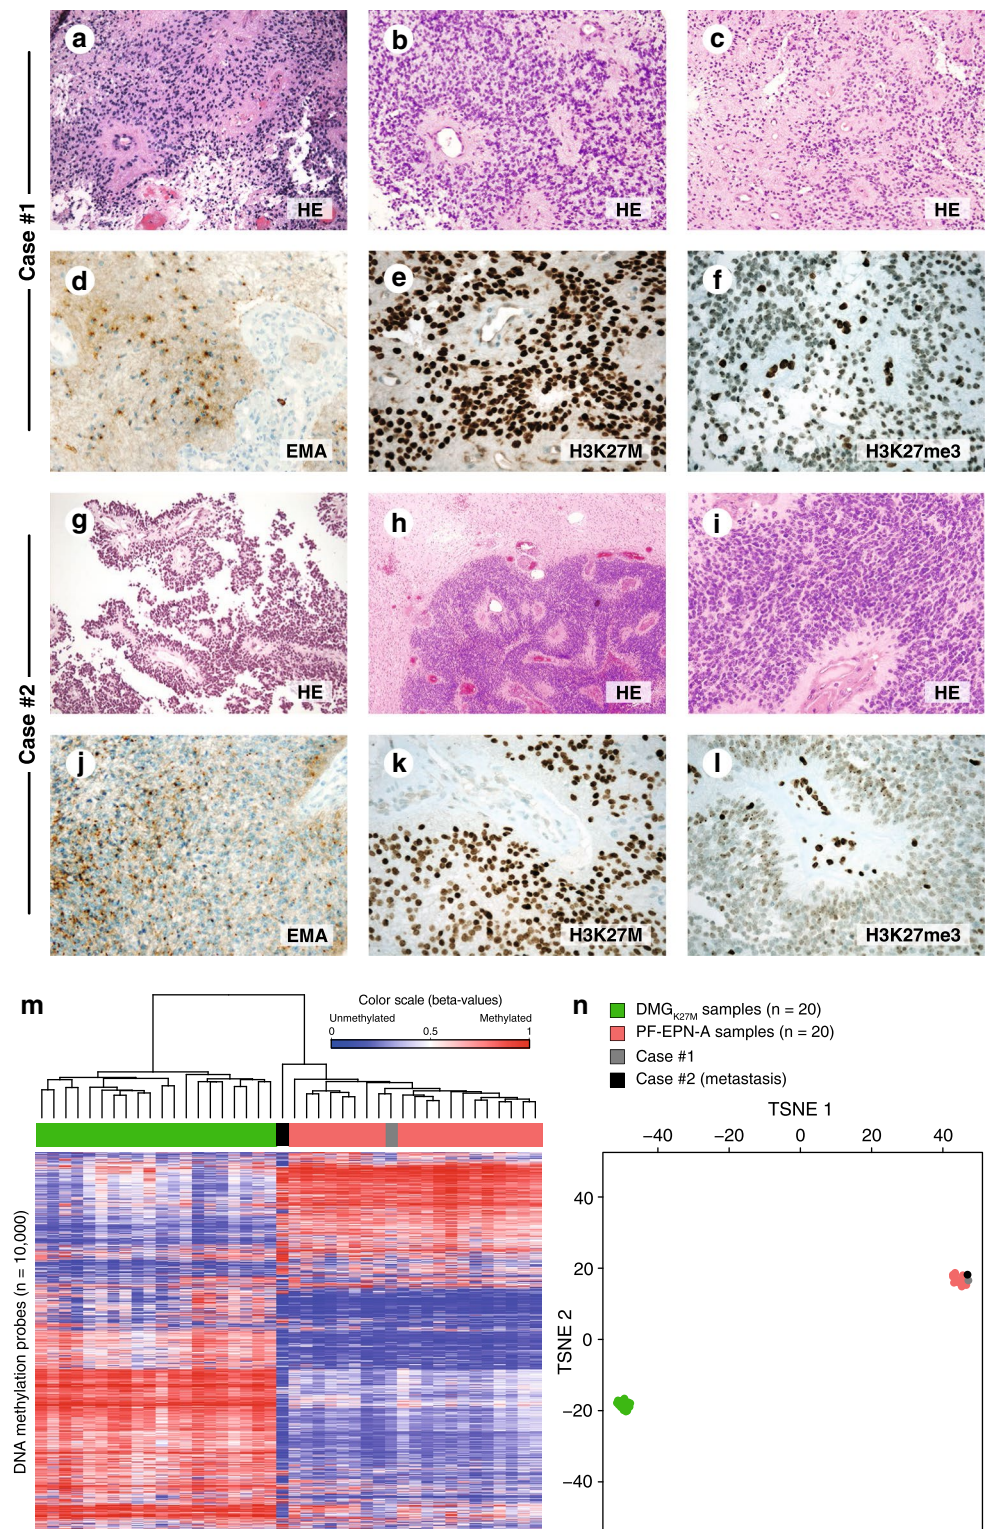 Case #1
a
HE
b
HE
c
HE
d
EMA
e
H3K27M
f
H3K27me3
Case #2
g
HE
h
HE
i
HE
j
EMA
k
H3K27M
l
H3K27me3
m
Color scale (beta-values)
Unmethylated Methylated
0 0.5 1
DNA methylation probes (n = 10,000)
n
DMGK27M samples (n = 20)
PF-EPN-A samples (n = 20)
Case #1
Case #2 (metastasis)
TSNE 1
−40 −20 0 20 40
TSNE 2
40
20
0
−20
−40